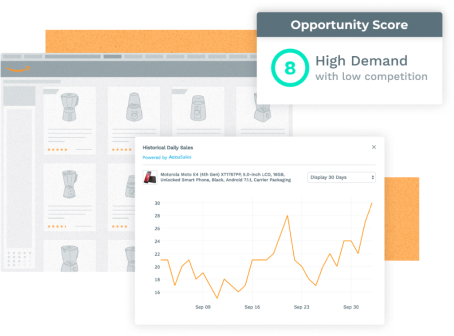 Opportunity Score
8
High Demand
with low competition
Historical Daily Sales
×
Powered by
Motorola Moto E4 (4th Gen) XT1767PP, 5.0-inch LCD, 16GB,
Unlocked Smart Phone, Black, Android 7.1.1, Carrier Packaging
Display 30 Days
30
28
26
24
22
20
18
16
Sep 09
Sep 16
Sep 23
Sep 30